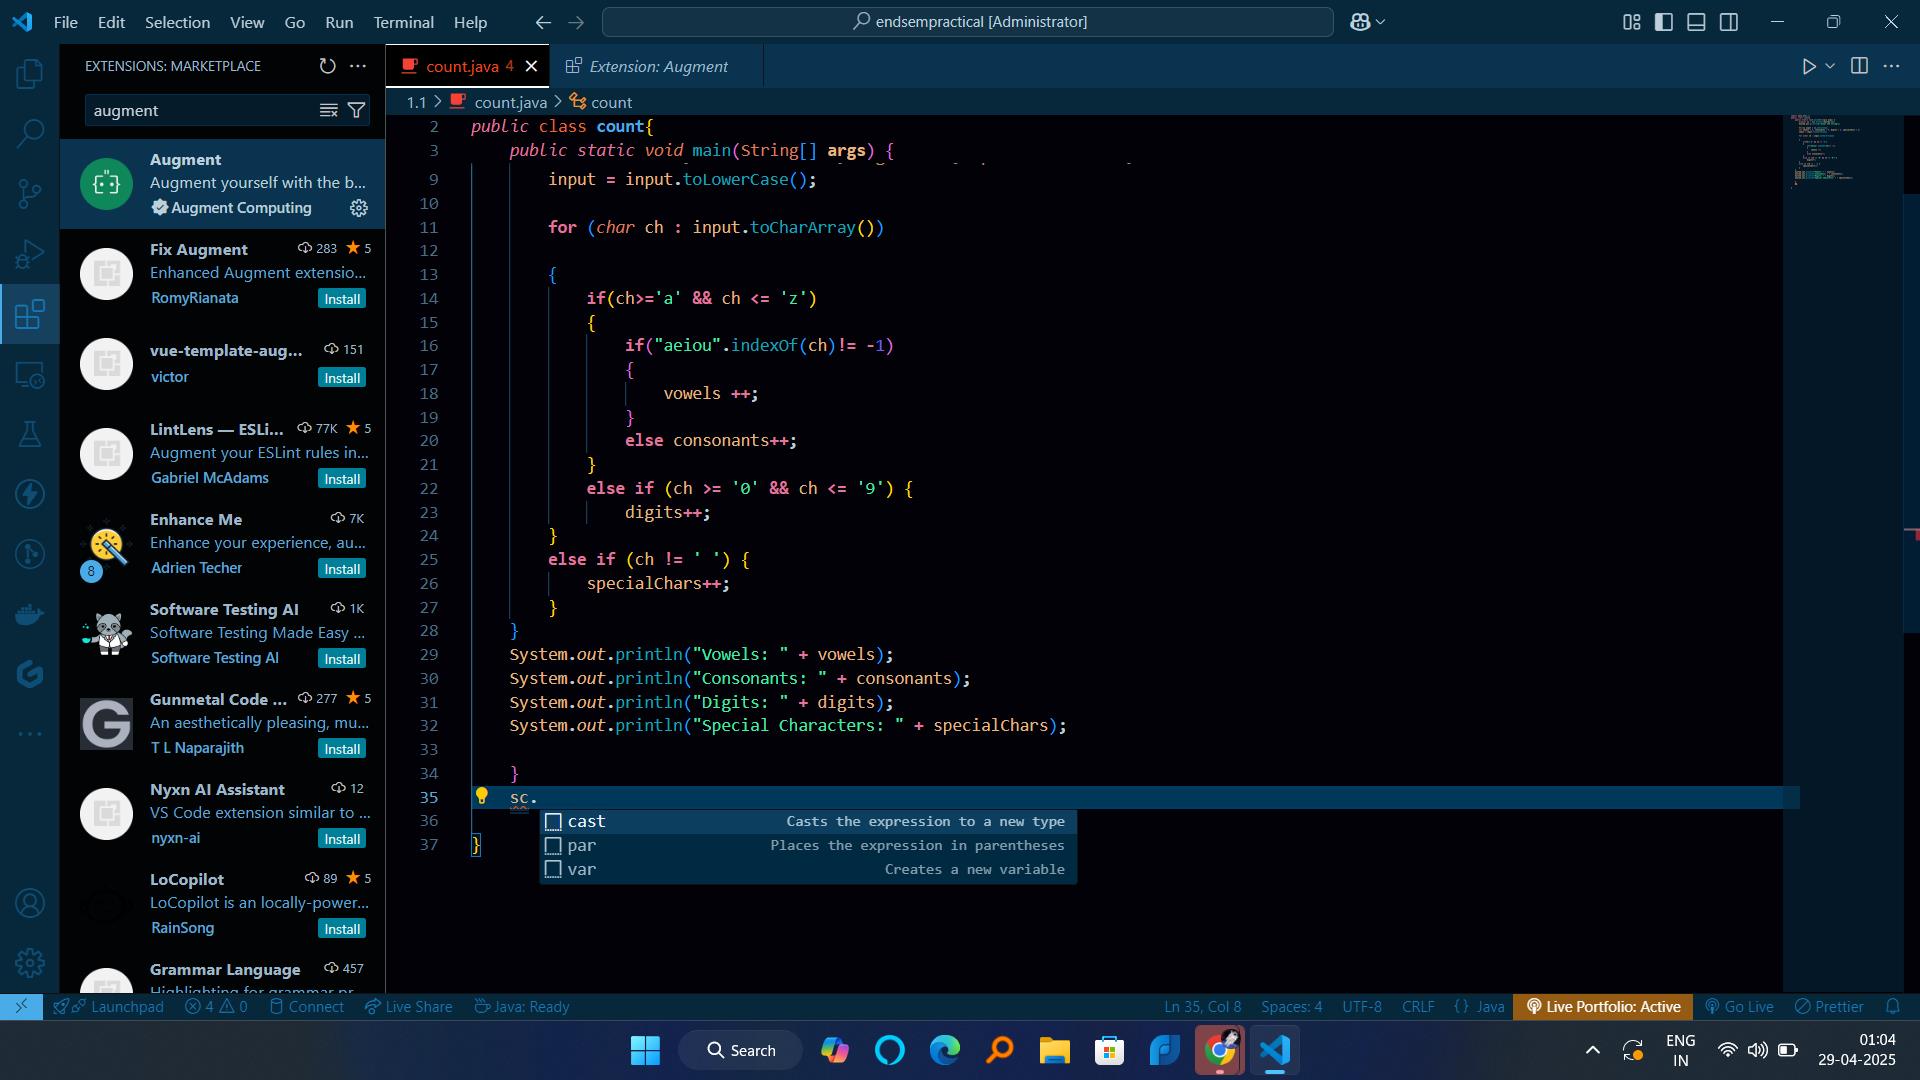 File Edit Selection View Go Run Terminal Help
endsempractical [Administrator]
EXTENSIONS: MARKETPLACE
augment
Augment
Augment yourself with the b...
Augment Computing
Fix Augment 283 5
Enhanced Augment extensio...
RomyRianata Install
vue-template-aug... 151
victor Install
LintLens — ESLi... 77K 5
Augment your ESLint rules in...
Gabriel McAdams Install
Enhance Me 7K
Enhance your experience, au...
Adrien Techer Install
8
Software Testing AI 1K
Software Testing Made Easy ...
Software Testing AI Install
Gunmetal Code ... 277 5
An aesthetically pleasing, mu...
T L Naparajith Install
Nyxn AI Assistant 12
VS Code extension similar to ...
nyxn-ai Install
LoCopilot 89 5
LoCopilot is an locally-power...
RainSong Install
Grammar Language 457
count.java 4 Extension: Augment
1.1 > count.java > count
2 public class count{
3 public static void main(String[] args) {
9 input = input.toLowerCase();
10
11 for (char ch : input.toCharArray())
12
13 {
14 if(ch>='a' && ch <= 'z')
15 {
16 if("aeiou".indexOf(ch)!= -1)
17 {
18 vowels ++;
19 }
20 else consonants++;
21 }
22 else if (ch >= '0' && ch <= '9') {
23 digits++;
24 }
25 else if (ch != ' ') {
26 specialChars++;
27 }
28 }
29 System.out.println("Vowels: " + vowels);
30 System.out.println("Consonants: " + consonants);
31 System.out.println("Digits: " + digits);
32 System.out.println("Special Characters: " + specialChars);
33
34 }
35 sc.
36
37 }
cast Casts the expression to a new type
par Places the expression in parentheses
var Creates a new variable
Launchpad 4 0 Connect Live Share Java: Ready
Ln 35, Col 8 Spaces: 4 UTF-8 CRLF {} Java Live Portfolio: Active Go Live Prettier
Search
ENG
IN
01:04
29-04-2025